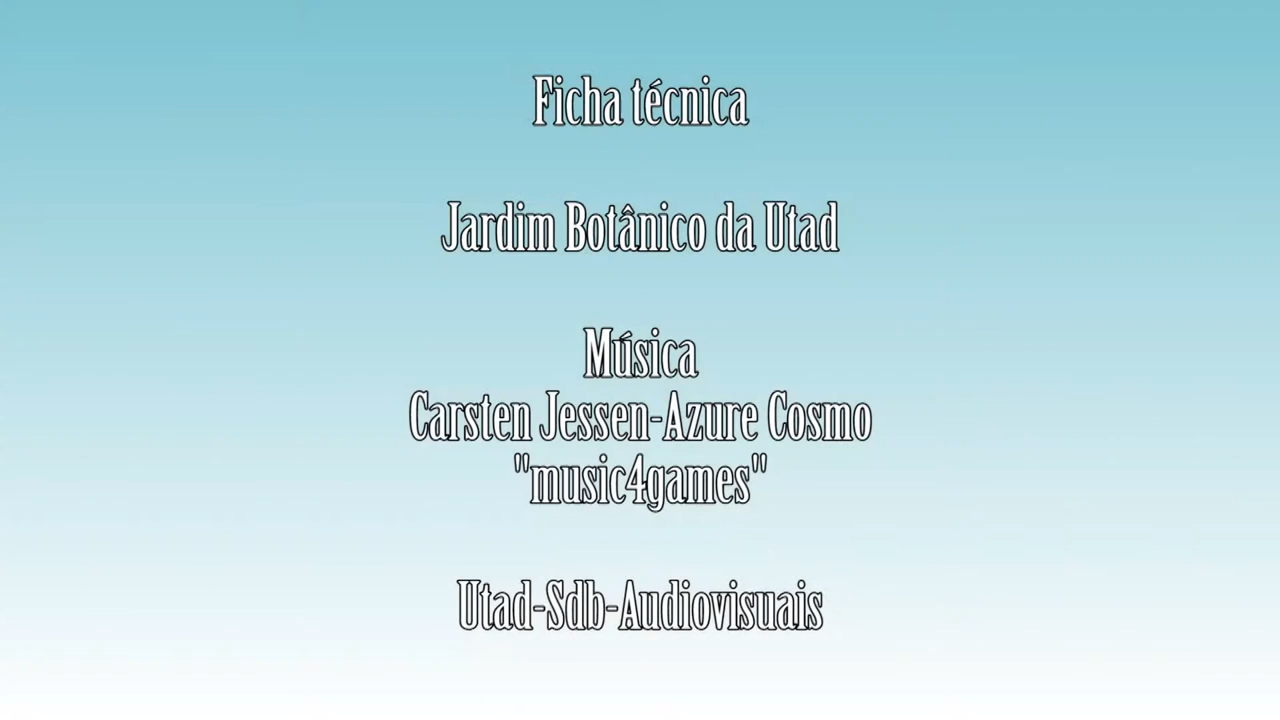 Ficha técnica
Jardim Botânico da Utad
Música
Carsten Jessen-Azure Cosmo
"music4games"
Utad-Sdb-Audiovisuais